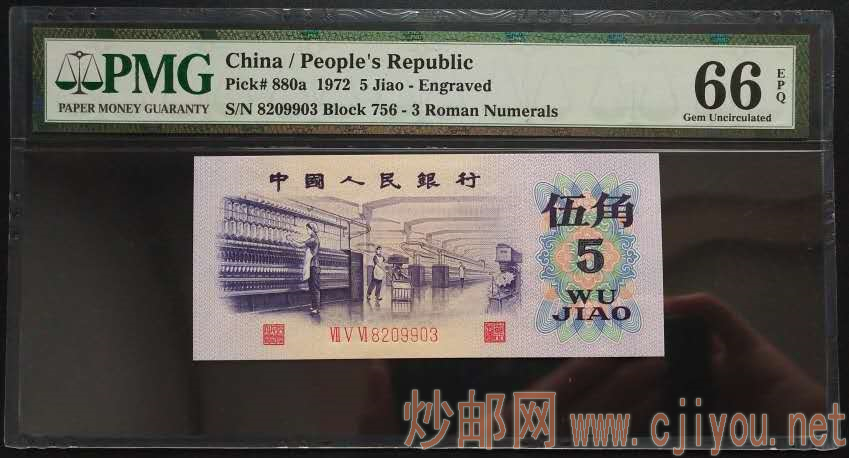 PMG
PAPER MONEY GUARANTY
China / People's Republic
Pick# 880a 1972 5 Jiao - Engraved
S/N 8209903 Block 756 - 3 Roman Numerals
66
EPQ
Gem Uncirculated
中國人民銀行
伍角
5
WU
JIAO
Ⅶ Ⅴ Ⅵ 8209903
炒邮网 www.cjiyou.net